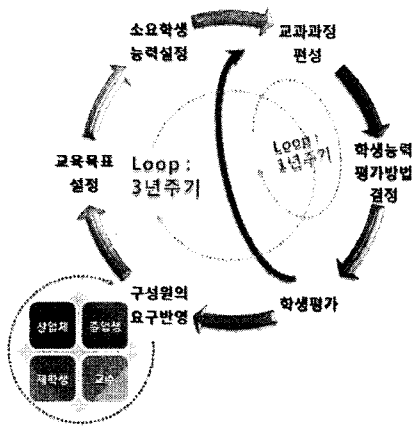 소요학생
능력설정
교과과정
편성
학생능력
평가방법
결정
학생평가
구성원의
요구반영
교육목표
설정
Loop :
3년주기
Loop :
1년주기
산업체
졸업생
재학생
교수